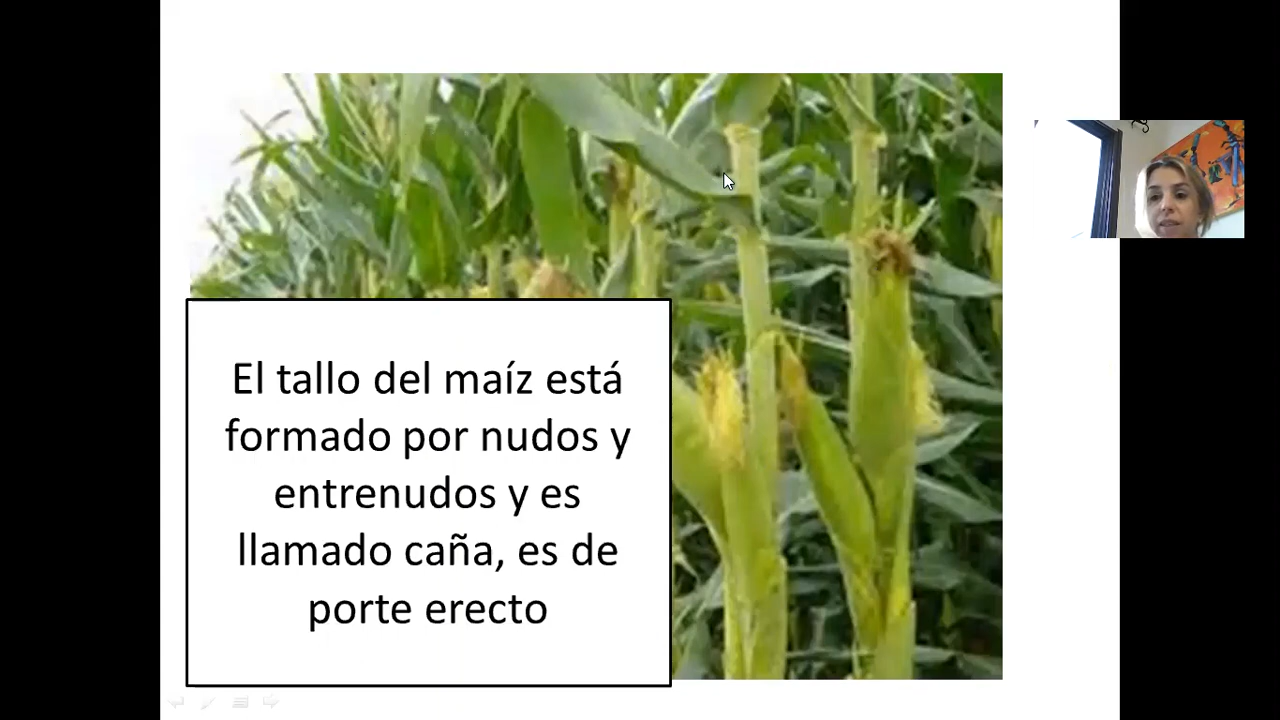 El tallo del maíz está
formado por nudos y
entrenudos y es
llamado caña, es de
porte erecto